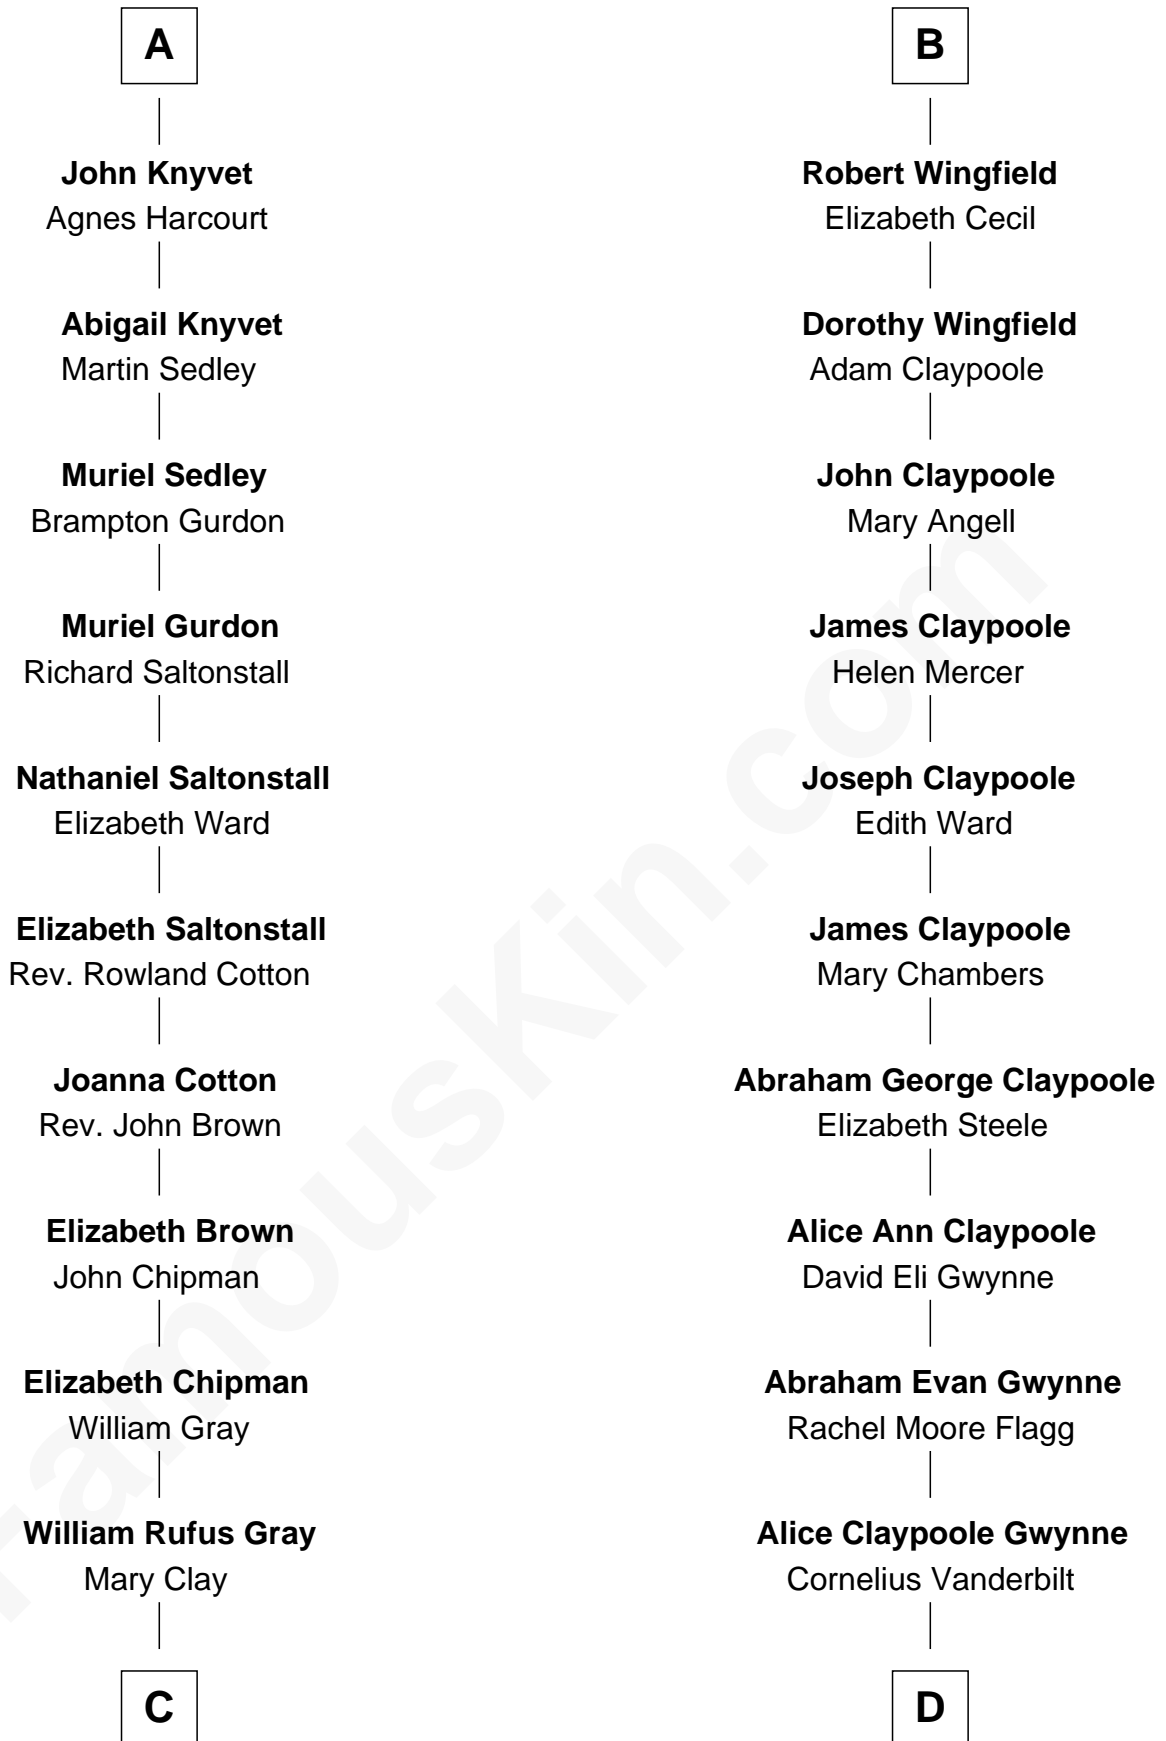 A
John Knyvet
Agnes Harcourt
Abigail Knyvet
Martin Sedley
Muriel Sedley
Brampton Gurdon
Muriel Gurdon
Richard Saltonstall
Nathaniel Saltonstall
Elizabeth Ward
Elizabeth Saltonstall
Rev. Rowland Cotton
Joanna Cotton
Rev. John Brown
Elizabeth Brown
John Chipman
Elizabeth Chipman
William Gray
William Rufus Gray
Mary Clay
C
B
Robert Wingfield
Elizabeth Cecil
Dorothy Wingfield
Adam Claypoole
John Claypoole
Mary Angell
James Claypoole
Helen Mercer
Joseph Claypoole
Edith Ward
James Claypoole
Mary Chambers
Abraham George Claypoole
Elizabeth Steele
Alice Ann Claypoole
David Eli Gwynne
Abraham Evan Gwynne
Rachel Moore Flagg
Alice Claypoole Gwynne
Cornelius Vanderbilt
D
FamousKin.com